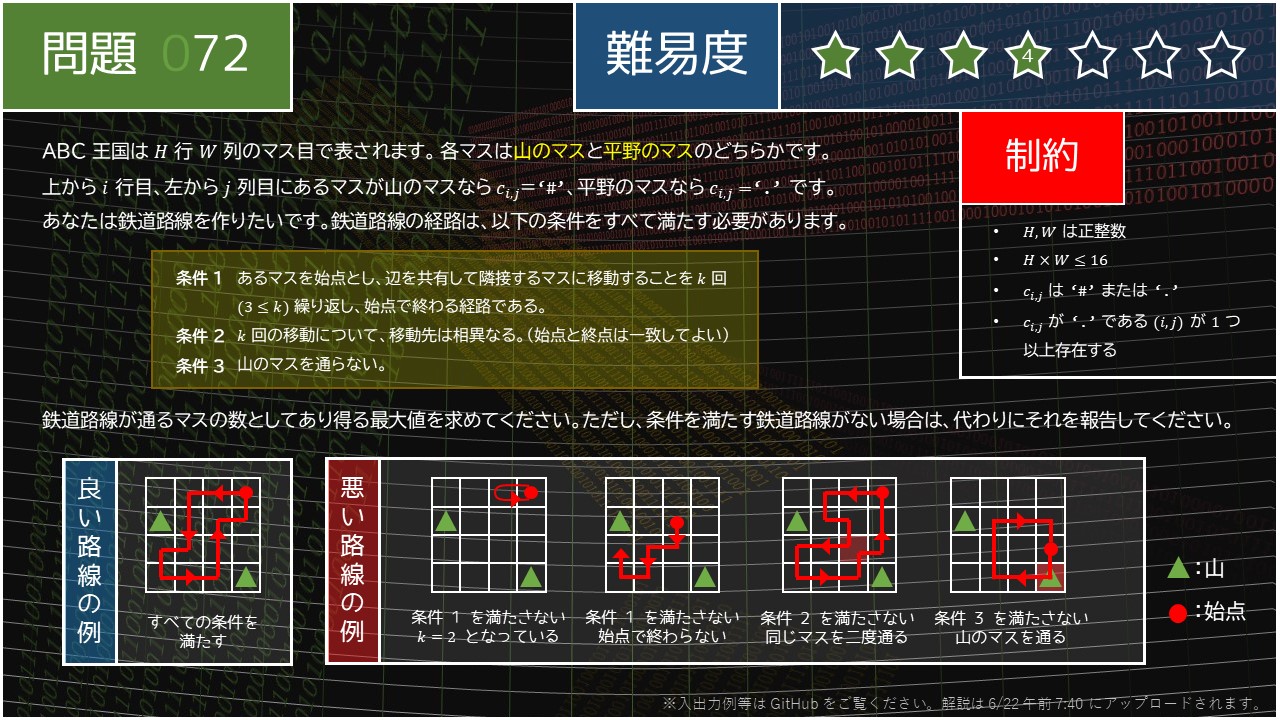 問題 072
難易度
4
制約
ABC 王国は H 行 W 列のマス目で表されます。各マスは山のマスと平野のマスのどちらかです。
上から i 行目、左から j 列目にあるマスが山のマスなら c_{i,j}=‘#’、平野のマスなら c_{i,j}=‘.’ です。
あなたは鉄道路線を作りたいです。鉄道路線の経路は、以下の条件をすべて満たす必要があります。
条件 1 あるマスを始点とし、辺を共有して隣接するマスに移動することを k 回
(3 ≤ k) 繰り返し、始点で終わる経路である。
条件 2 k 回の移動について、移動先は相異なる。(始点と終点は一致してよい)
条件 3 山のマスを通らない。
• H, W は正整数
• H × W ≤ 16
• c_{i,j} は ‘#’ または ‘.’
• c_{i,j} が ‘.’ である (i, j) が 1 つ
以上存在する
鉄道路線が通るマスの数としてあり得る最大値を求めてください。ただし、条件を満たす鉄道路線がない場合は、代わりにそれを報告してください。
良い路線の例
すべての条件を
満たす
悪い路線の例
条件 1 を満たさない
k = 2 となっている
条件 1 を満たさない
始点で終わらない
条件 2 を満たさない
同じマスを二度通る
条件 3 を満たさない
山のマスを通る
:山
:始点
※入出力例等は GitHub をご覧ください。解説は 6/22 午前 7:40 にアップロードされます。